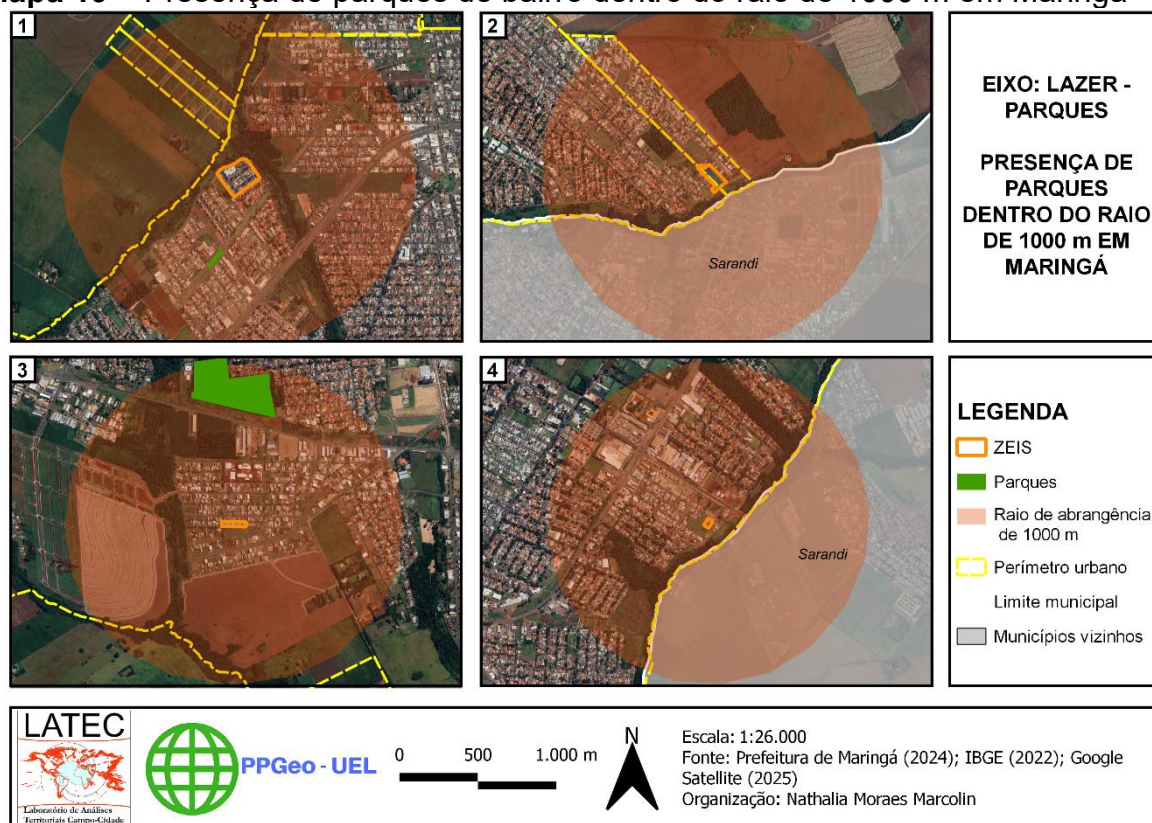 Presença de parques de bairro dentro do raio de 1000 m em Maringá
1
2
Sarandi
EIXO: LAZER -
PARQUES
PRESENÇA DE
PARQUES
DENTRO DO RAIO
DE 1000 m EM
MARINGÁ
3
4
Sarandi
LEGENDA
ZEIS
Parques
Raio de abrangência
de 1000 m
Perímetro urbano
Limite municipal
Municípios vizinhos
LATEC
Laboratório de Análises
Territoriais Campo-Cidade
PPGeo - UEL
0 500 1.000 m
N
Escala: 1:26.000
Fonte: Prefeitura de Maringá (2024); IBGE (2022); Google
Satellite (2025)
Organização: Nathalia Moraes Marcolin